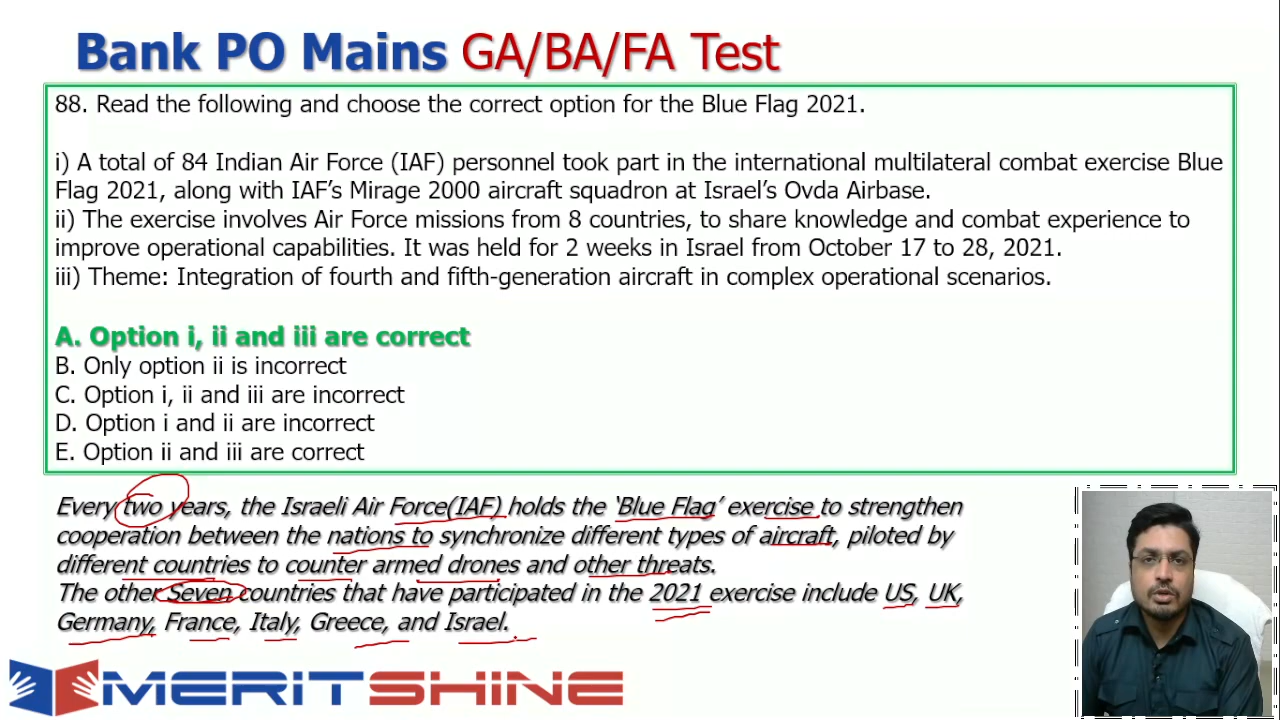 Bank PO Mains GA/BA/FA Test
88. Read the following and choose the correct option for the Blue Flag 2021.
i) A total of 84 Indian Air Force (IAF) personnel took part in the international multilateral combat exercise Blue
Flag 2021, along with IAF’s Mirage 2000 aircraft squadron at Israel’s Ovda Airbase.
ii) The exercise involves Air Force missions from 8 countries, to share knowledge and combat experience to
improve operational capabilities. It was held for 2 weeks in Israel from October 17 to 28, 2021.
iii) Theme: Integration of fourth and fifth-generation aircraft in complex operational scenarios.
A. Option i, ii and iii are correct
B. Only option ii is incorrect
C. Option i, ii and iii are incorrect
D. Option i and ii are incorrect
E. Option ii and iii are correct
Every two years, the Israeli Air Force(IAF) holds the ‘Blue Flag’ exercise to strengthen
cooperation between the nations to synchronize different types of aircraft, piloted by
different countries to counter armed drones and other threats.
The other Seven countries that have participated in the 2021 exercise include US, UK,
Germany, France, Italy, Greece, and Israel.
MERITSHINE